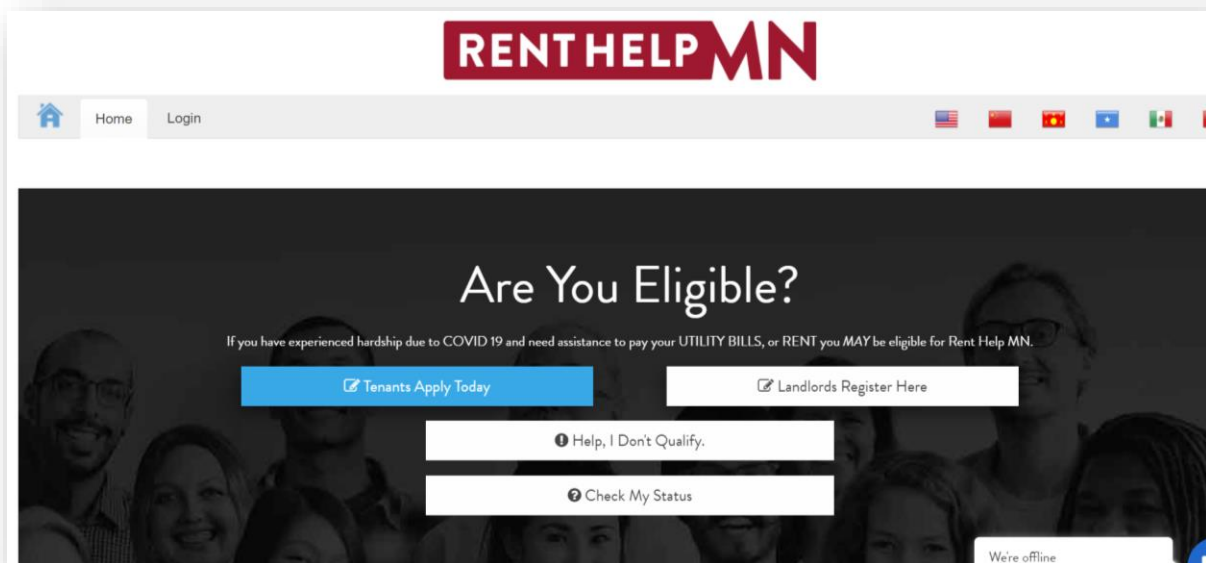 RENTHELPMN
Home Login
Are You Eligible?
If you have experienced hardship due to COVID 19 and need assistance to pay your UTILITY BILLS, or RENT you MAY be eligible for Rent Help MN.
Tenants Apply Today
Landlords Register Here
Help, I Don't Qualify.
Check My Status
We're offline